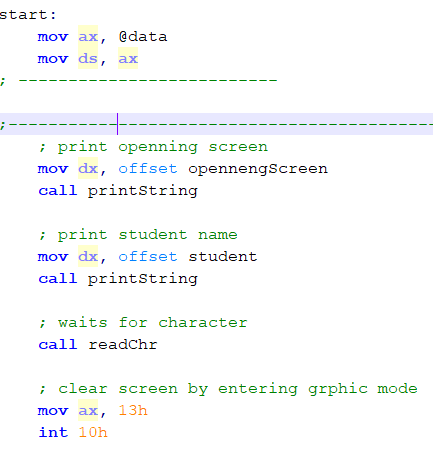 start:
mov ax, @data
mov ds, ax
; --------------------------
;-------------------------------------------
; print openning screen
mov dx, offset opennengScreen
call printString
; print student name
mov dx, offset student
call printString
; waits for character
call readChr
; clear screen by entering grphic mode
mov ax, 13h
int 10h